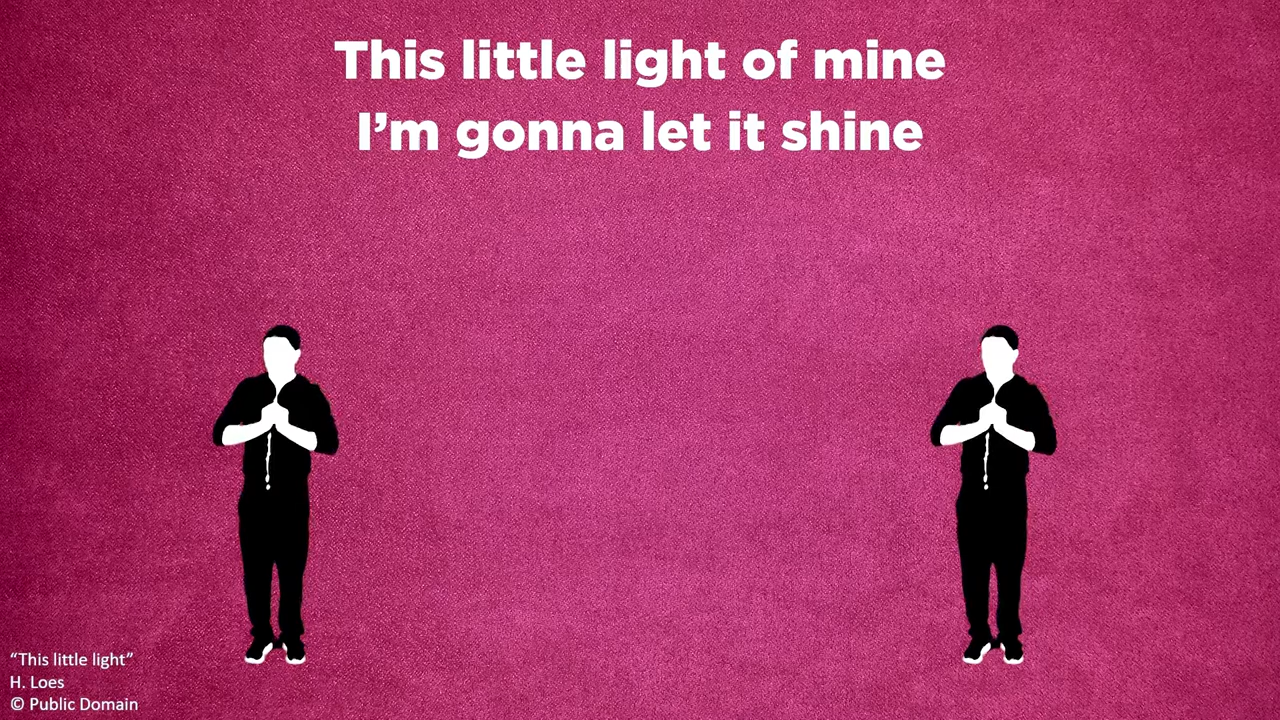 This little light of mine
I’m gonna let it shine
“This little light”
H. Loes
© Public Domain